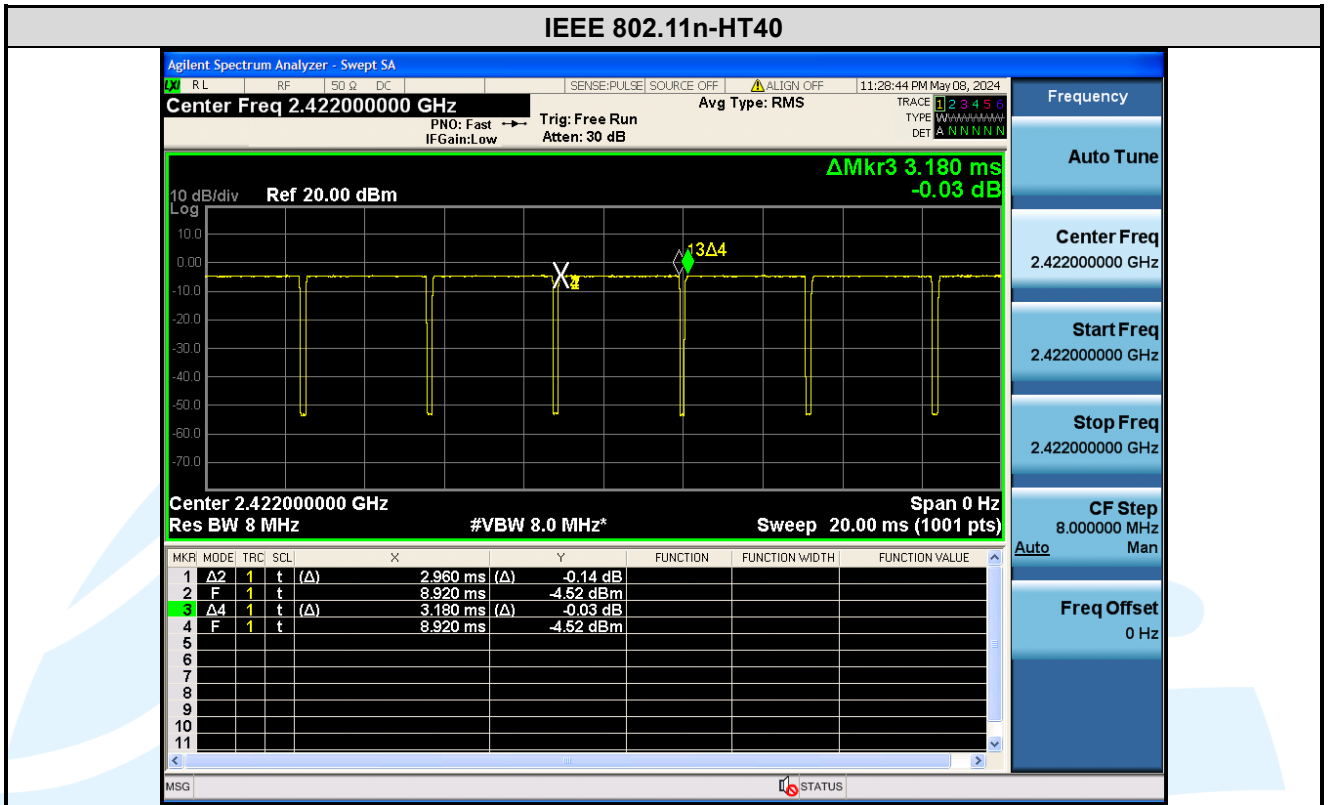 IEEE 802.11n-HT40
Agilent Spectrum Analyzer - Swept SA
LXI RL RF 50 Ω DC SENSE:PULSE SOURCE OFF ALIGN OFF 11:28:44 PM May 08, 2024
Center Freq 2.422000000 GHz
Avg Type: RMS
TRACE 1 2 3 4 5 6
PNO: Fast
Trig: Free Run
TYPE W
IFGain:Low
Atten: 30 dB
DET A N N N N N
ΔMkr3 3.180 ms
-0.03 dB
10 dB/div
Ref 20.00 dBm
Log
10.0
0.00
-10.0
-20.0
-30.0
-40.0
-50.0
-60.0
-70.0
13Δ4
Center 2.422000000 GHz
Span 0 Hz
Res BW 8 MHz
#VBW 8.0 MHz*
Sweep 20.00 ms (1001 pts)
MKR MODE TRC SCL X Y FUNCTION FUNCTION WIDTH FUNCTION VALUE
1 Δ2 1 t (Δ) 2.960 ms (Δ) -0.14 dB
2 F 1 t 8.920 ms -4.52 dBm
3 Δ4 1 t (Δ) 3.180 ms (Δ) -0.03 dB
4 F 1 t 8.920 ms -4.52 dBm
5
6
7
8
9
10
11
MSG
STATUS
Frequency
Auto Tune
Center Freq
2.422000000 GHz
Start Freq
2.422000000 GHz
Stop Freq
2.422000000 GHz
CF Step
8.000000 MHz
Auto Man
Freq Offset
0 Hz